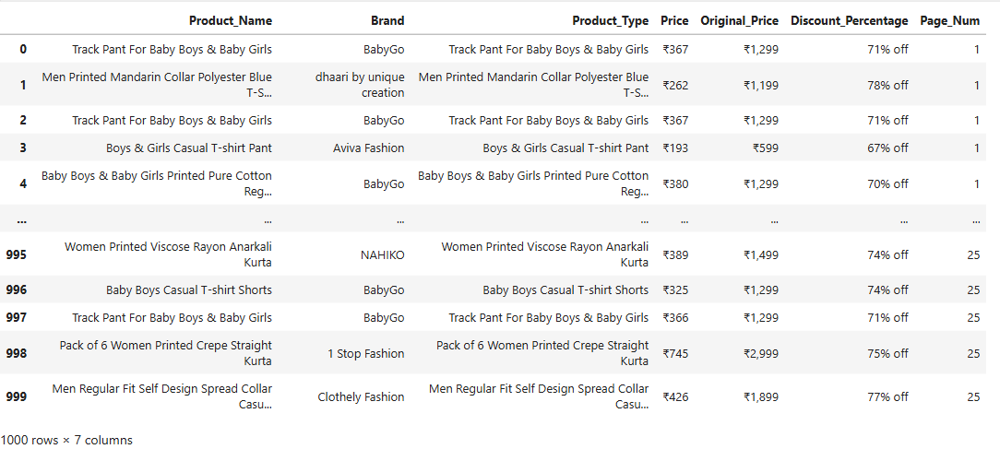 Product_Name Brand Product_Type Price Original_Price Discount_Percentage Page_Num
0 Track Pant For Baby Boys & Baby Girls BabyGo Track Pant For Baby Boys & Baby Girls ₹367 ₹1,299 71% off 1
1 Men Printed Mandarin Collar Polyester Blue T-S... dhaari by unique creation Men Printed Mandarin Collar Polyester Blue T-S... ₹262 ₹1,199 78% off 1
2 Track Pant For Baby Boys & Baby Girls BabyGo Track Pant For Baby Boys & Baby Girls ₹367 ₹1,299 71% off 1
3 Boys & Girls Casual T-shirt Pant Aviva Fashion Boys & Girls Casual T-shirt Pant ₹193 ₹599 67% off 1
4 Baby Boys & Baby Girls Printed Pure Cotton Reg... BabyGo Baby Boys & Baby Girls Printed Pure Cotton Reg... ₹380 ₹1,299 70% off 1
... ... ... ... ... ... ... ...
995 Women Printed Viscose Rayon Anarkali Kurta NAHIKO Women Printed Viscose Rayon Anarkali Kurta ₹389 ₹1,499 74% off 25
996 Baby Boys Casual T-shirt Shorts BabyGo Baby Boys Casual T-shirt Shorts ₹325 ₹1,299 74% off 25
997 Track Pant For Baby Boys & Baby Girls BabyGo Track Pant For Baby Boys & Baby Girls ₹366 ₹1,299 71% off 25
998 Pack of 6 Women Printed Crepe Straight Kurta 1 Stop Fashion Pack of 6 Women Printed Crepe Straight Kurta ₹745 ₹2,999 75% off 25
999 Men Regular Fit Self Design Spread Collar Casu... Clothely Fashion Men Regular Fit Self Design Spread Collar Casu... ₹426 ₹1,899 77% off 25
1000 rows × 7 columns